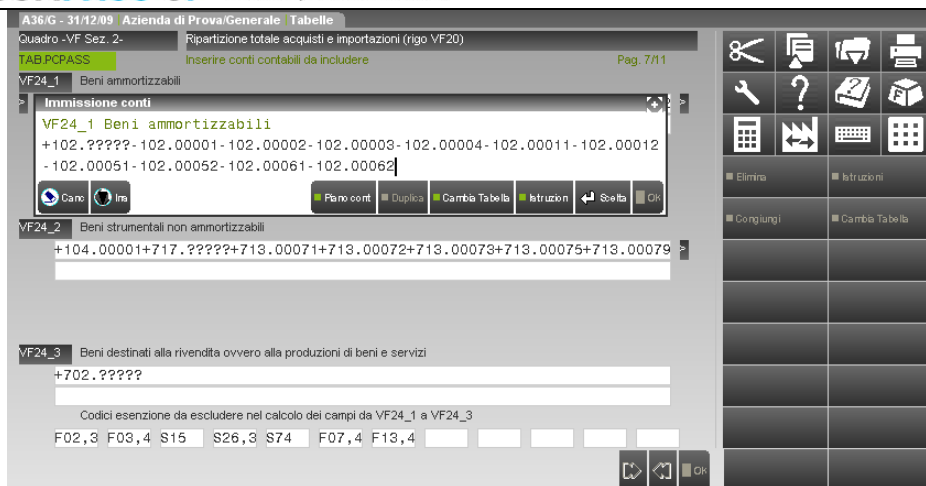 A36/G - 31/12/09 Azienda di Prova/Generale Tabelle
Quadro -VF Sez. 2- Ripartizione totale acquisti e importazioni (rigo VF20)
TAB.PCPASS Inserire conti contabili da includere Pag. 7/11
VF24_1 Beni ammortizzabili
Immissione conti
VF24_1 Beni ammortizzabili
+102.?????-102.00001-102.00002-102.00003-102.00004-102.00011-102.00012
-102.00051-102.00052-102.00061-102.00062
Canc Ins Piano cont Duplica Cambia Tabella Istruzion Scelta Ok
Elimina Istruzioni
Congiungi Cambia Tabella
VF24_2 Beni strumentali non ammortizzabili
+104.00001+717.?????+713.00071+713.00072+713.00073+713.00075+713.00079
VF24_3 Beni destinati alla rivendita ovvero alla produzioni di beni e servizi
+702.?????
Codici esenzione da escludere nel calcolo dei campi da VF24_1 a VF24_3
F02,3 F03,4 S15 S26,3 S74 F07,4 F13,4
Ok